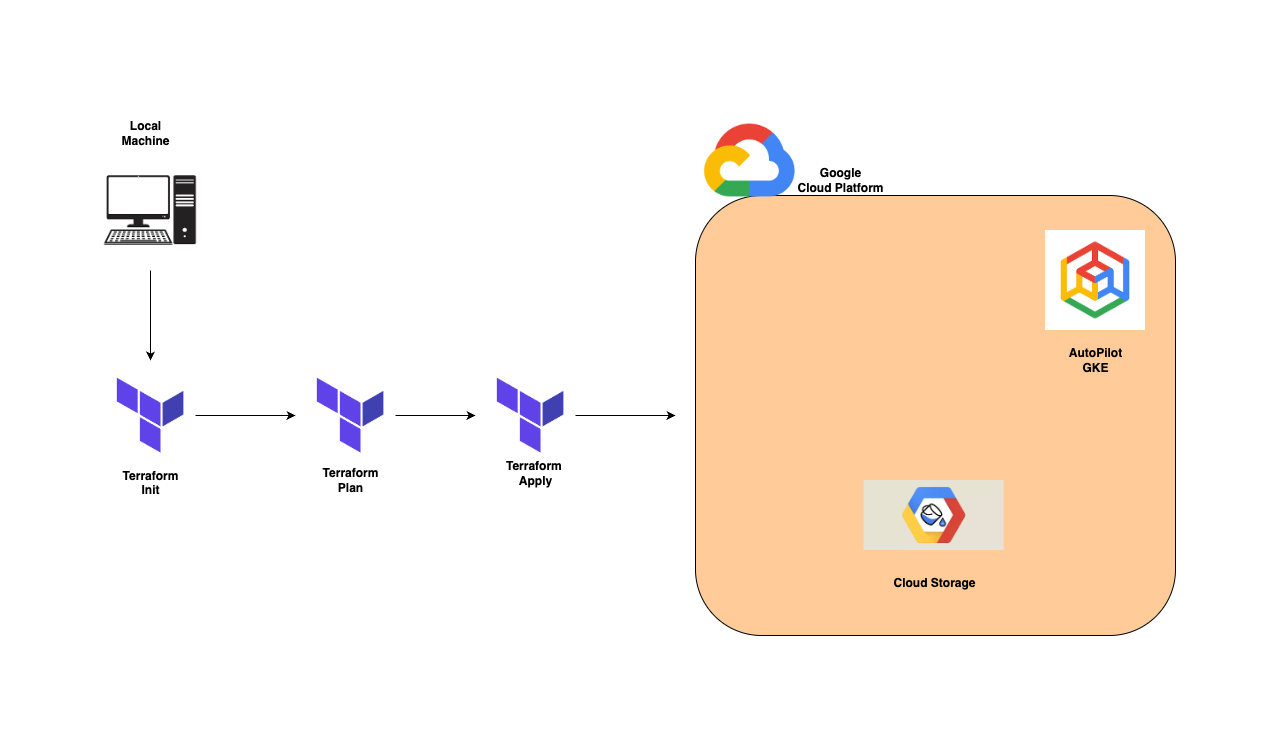 Local
Machine
Google
Cloud Platform
AutoPilot
GKE
Terraform
Init
Terraform
Plan
Terraform
Apply
Cloud Storage